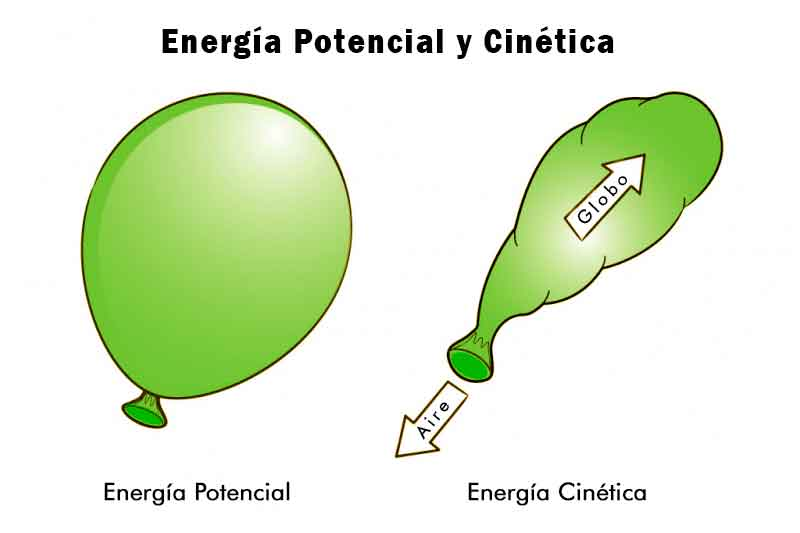 Energía Potencial y Cinética
Globo
Aire
Energía Potencial
Energía Cinética